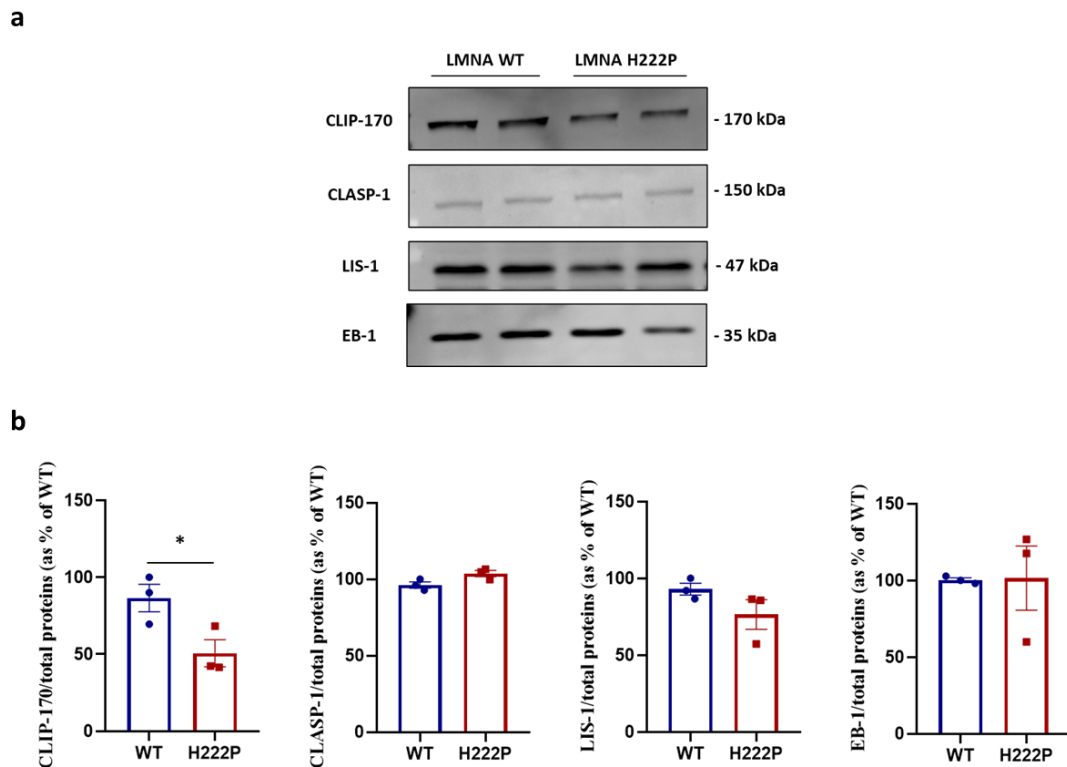 a
LMNA WT LMNA H222P
CLIP-170 - 170 kDa
CLASP-1 - 150 kDa
LIS-1 - 47 kDa
EB-1 - 35 kDa
b
CLIP-170/total proteins (as % of WT)
150
100
50
0
*
WT H222P
CLASP-1/total proteins (as % of WT)
150
100
50
0
WT H222P
LIS-1/total proteins (as % of WT)
150
100
50
0
WT H222P
EB-1/total proteins (as % of WT)
150
100
50
0
WT H222P